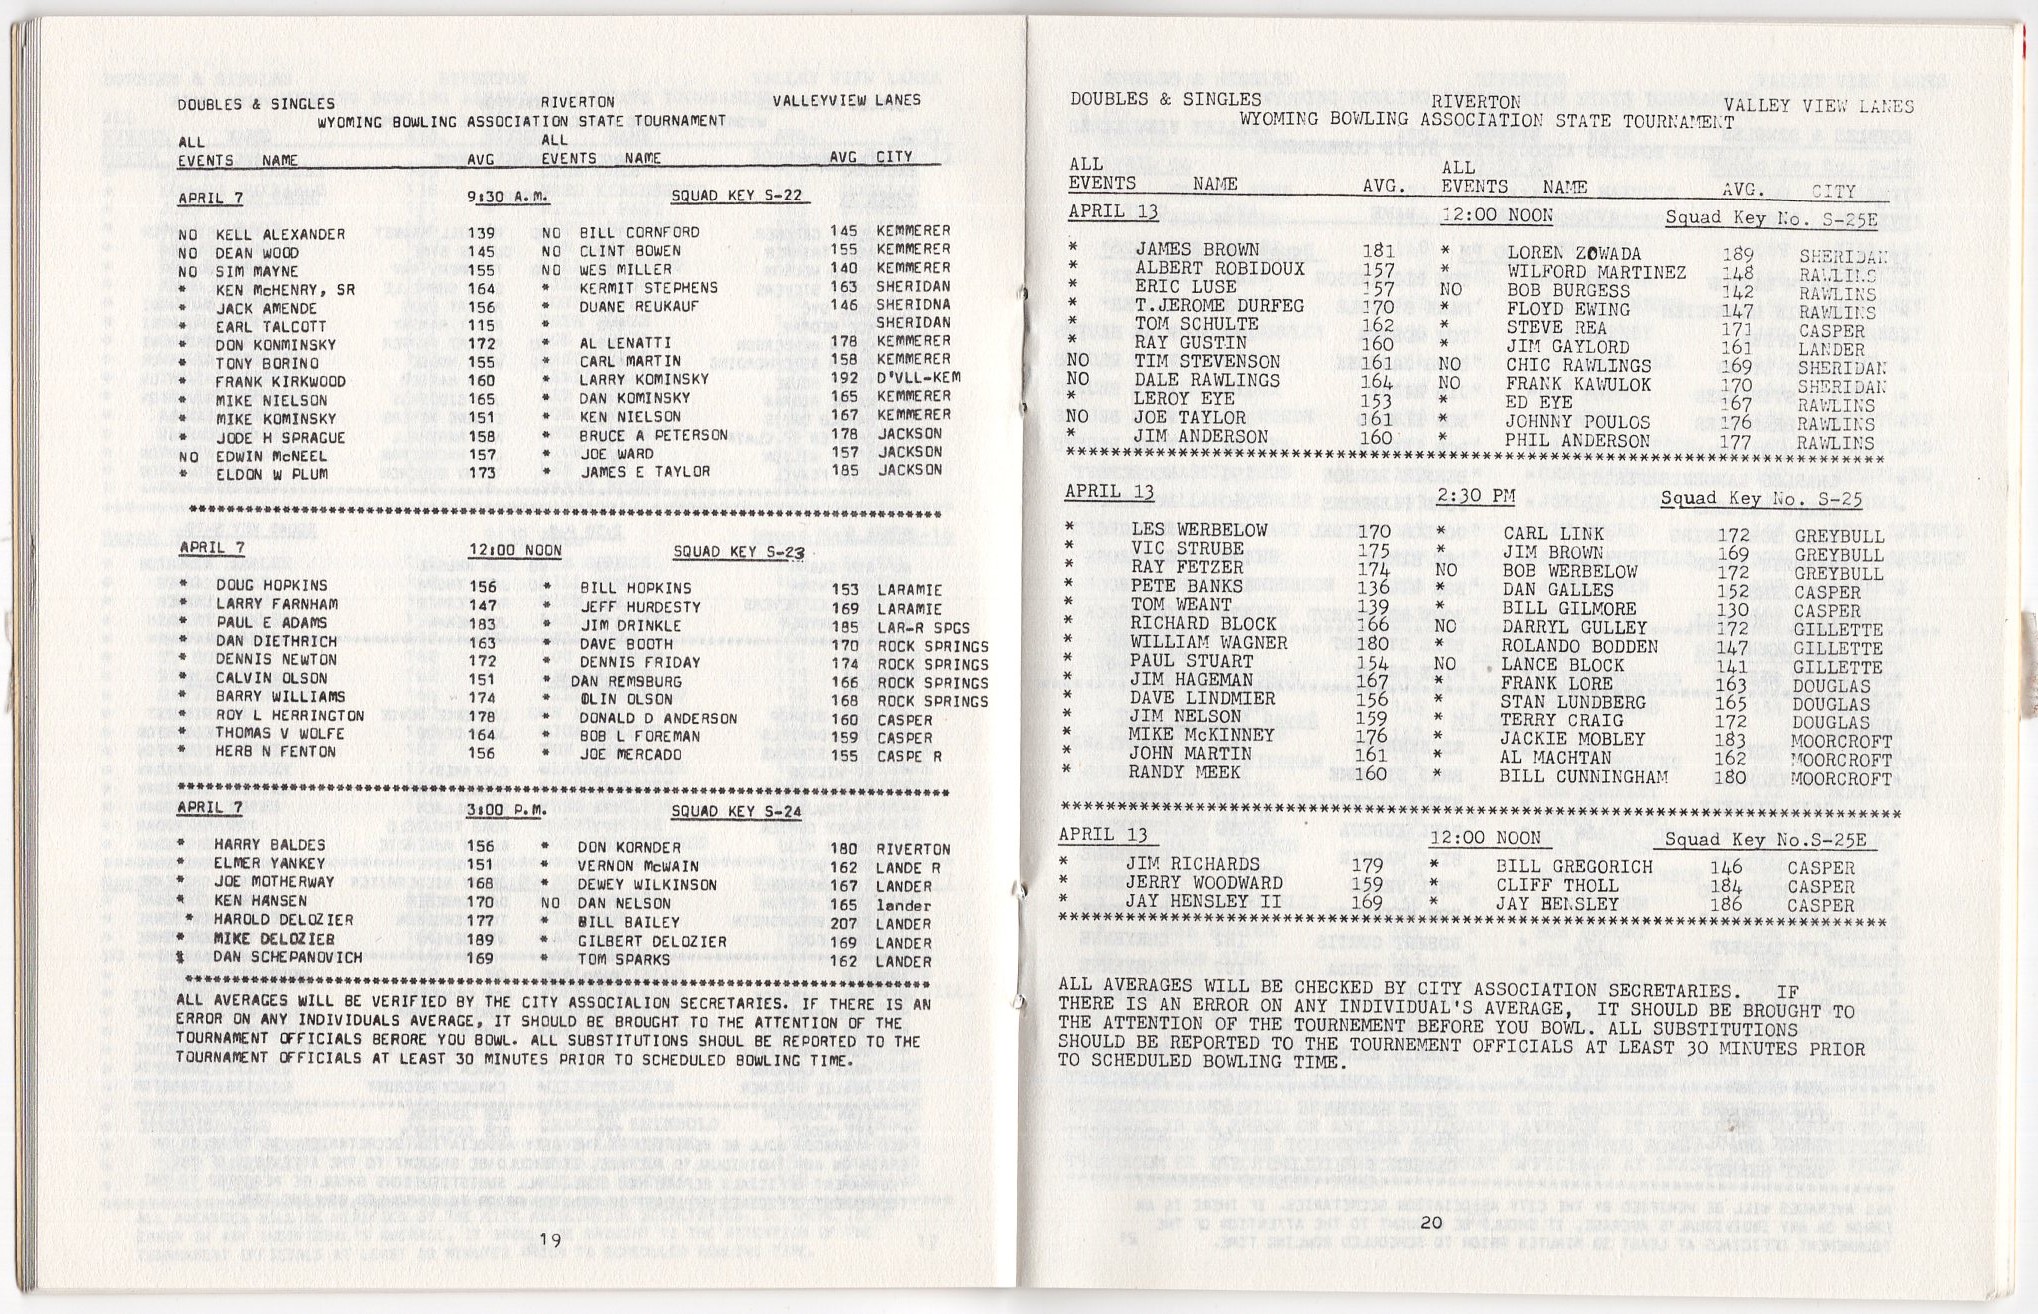 DOUBLES & SINGLES RIVERTON VALLEYVIEW LANES
WYOMING BOWLING ASSOCIATION STATE TOURNAMENT
ALL ALL
EVENTS NAME AVG EVENTS NAME AVG CITY
APRIL 7 9:30 A.M. SQUAD KEY S-22
NO KELL ALEXANDER 139 NO BILL CORNFORD 145 KEMMERER
NO DEAN WOOD 145 NO CLINT BOWEN 155 KEMMERER
NO SIM MAYNE 155 NO WES MILLER 140 KEMMERER
* KEN McHENRY, SR 164 * KERMIT STEPHENS 163 SHERIDAN
* JACK AMENDE 156 * DUANE REUKAUF 146 SHERIDNA
* EARL TALCOTT 115 * SHERIDAN
* DON KONMINSKY 172 * AL LENATTI 178 KEMMERER
* TONY BORINO 155 * CARL MARTIN 158 KEMMERER
* FRANK KIRKWOOD 160 * LARRY KOMINSKY 192 D'VLL-KEM
* MIKE NIELSON 165 * DAN KOMINSKY 165 KEMMERER
* MIKE KOMINSKY 151 * KEN NIELSON 167 KEMMERER
* JODE H SPRAGUE 158 * BRUCE A PETERSON 178 JACKSON
NO EDWIN McNEEL 157 * JOE WARD 157 JACKSON
* ELDON W PLUM 173 * JAMES E TAYLOR 185 JACKSON
************************************************************************************
APRIL 7 12:00 NOON SQUAD KEY S-23
* DOUG HOPKINS 156 * BILL HOPKINS 153 LARAMIE
* LARRY FARNHAM 147 * JEFF HURDESTY 169 LARAMIE
* PAUL E ADAMS 183 * JIM DRINKLE 185 LAR-R SPGS
* DAN DIETHRICH 163 * DAVE BOOTH 170 ROCK SPRINGS
* DENNIS NEWTON 172 * DENNIS FRIDAY 174 ROCK SPRINGS
* CALVIN OLSON 151 * DAN REMSBURG 166 ROCK SPRINGS
* BARRY WILLIAMS 174 * OLIN OLSON 168 ROCK SPRINGS
* ROY L HERRINGTON 178 * DONALD D ANDERSON 160 CASPER
* THOMAS V WOLFE 164 * BOB L FOREMAN 159 CASPER
* HERB N FENTON 156 * JOE MERCADO 155 CASPE R
************************************************************************************
APRIL 7 3:00 P.M. SQUAD KEY S-24
* HARRY BALDES 156 * DON KORNDER 180 RIVERTON
* ELMER YANKEY 151 * VERNON McWAIN 162 LANDE R
* JOE MOTHERWAY 168 * DEWEY WILKINSON 167 LANDER
* KEN HANSEN 170 NO DAN NELSON 165 lander
* HAROLD DELOZIER 177 * BILL BAILEY 207 LANDER
* MIKE DELOZIER 189 * GILBERT DELOZIER 169 LANDER
* DAN SCHEPANOVICH 169 * TOM SPARKS 162 LANDER
************************************************************************************
ALL AVERAGES WILL BE VERIFIED BY THE CITY ASSOCIALION SECRETARIES. IF THERE IS AN
ERROR ON ANY INDIVIDUALS AVERAGE, IT SHOULD BE BROUGHT TO THE ATTENTION OF THE
TOURNAMENT OFFICIALS BERORE YOU BOWL. ALL SUBSTITUTIONS SHOUL BE REPORTED TO THE
TOURNAMENT OFFICIALS AT LEAST 30 MINUTES PRIOR TO SCHEDULED BOWLING TIME.
19
DOUBLES & SINGLES RIVERTON VALLEY VIEW LANES
WYOMING BOWLING ASSOCIATION STATE TOURNAMENT
ALL ALL
EVENTS NAME AVG. EVENTS NAME AVG. CITY
APRIL 13 12:00 NOON Squad Key No. S-25E
* JAMES BROWN 181 * LOREN ZOWADA 189 SHERIDAN
* ALBERT ROBIDOUX 157 * WILFORD MARTINEZ 148 RAWLINS
* ERIC LUSE 157 NO BOB BURGESS 142 RAWLINS
* T.JEROME DURFEG 170 * FLOYD EWING 147 RAWLINS
* TOM SCHULTE 162 * STEVE REA 171 CASPER
* RAY GUSTIN 160 * JIM GAYLORD 161 LANDER
NO TIM STEVENSON 161 NO CHIC RAWLINGS 169 SHERIDAN
NO DALE RAWLINGS 164 NO FRANK KAWULOK 170 SHERIDAN
* LEROY EYE 153 * ED EYE 167 RAWLINS
NO JOE TAYLOR 161 * JOHNNY POULOS 176 RAWLINS
* JIM ANDERSON 160 * PHIL ANDERSON 177 RAWLINS
**************************************************************************
APRIL 13 2:30 PM Squad Key No. S-25
* LES WERBELOW 170 * CARL LINK 172 GREYBULL
* VIC STRUBE 175 * JIM BROWN 169 GREYBULL
* RAY FETZER 174 NO BOB WERBELOW 172 GREYBULL
* PETE BANKS 136 * DAN GALLES 152 CASPER
* TOM WEANT 139 * BILL GILMORE 130 CASPER
* RICHARD BLOCK 166 NO DARRYL GULLEY 172 GILLETTE
* WILLIAM WAGNER 180 * ROLANDO BODDEN 147 GILLETTE
* PAUL STUART 154 NO LANCE BLOCK 141 GILLETTE
* JIM HAGEMAN 167 * FRANK LORE 163 DOUGLAS
* DAVE LINDMIER 156 * STAN LUNDBERG 165 DOUGLAS
* JIM NELSON 159 * TERRY CRAIG 172 DOUGLAS
* MIKE McKINNEY 176 * JACKIE MOBLEY 183 MOORCROFT
* JOHN MARTIN 161 * AL MACHTAN 162 MOORCROFT
* RANDY MEEK 160 * BILL CUNNINGHAM 180 MOORCROFT
***************************************************************************
APRIL 13 12:00 NOON Squad Key No.S-25E
* JIM RICHARDS 179 * BILL GREGORICH 146 CASPER
* JERRY WOODWARD 159 * CLIFF THOLL 184 CASPER
* JAY HENSLEY II 169 * JAY HENSLEY 186 CASPER
**************************************************************************
ALL AVERAGES WILL BE CHECKED BY CITY ASSOCIATION SECRETARIES. IF
THERE IS AN ERROR ON ANY INDIVIDUAL'S AVERAGE, IT SHOULD BE BROUGHT TO
THE ATTENTION OF THE TOURNEMENT BEFORE YOU BOWL. ALL SUBSTITUTIONS
SHOULD BE REPORTED TO THE TOURNEMENT OFFICIALS AT LEAST 30 MINUTES PRIOR
TO SCHEDULED BOWLING TIME.
20